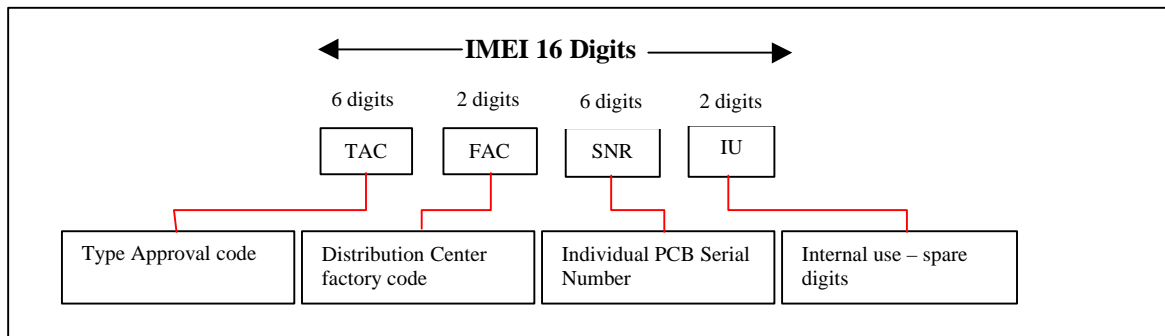 IMEI 16 Digits
6 digits 2 digits 6 digits 2 digits
TAC FAC SNR IU
Type Approval code
Distribution Center
factory code
Individual PCB Serial
Number
Internal use – spare
digits